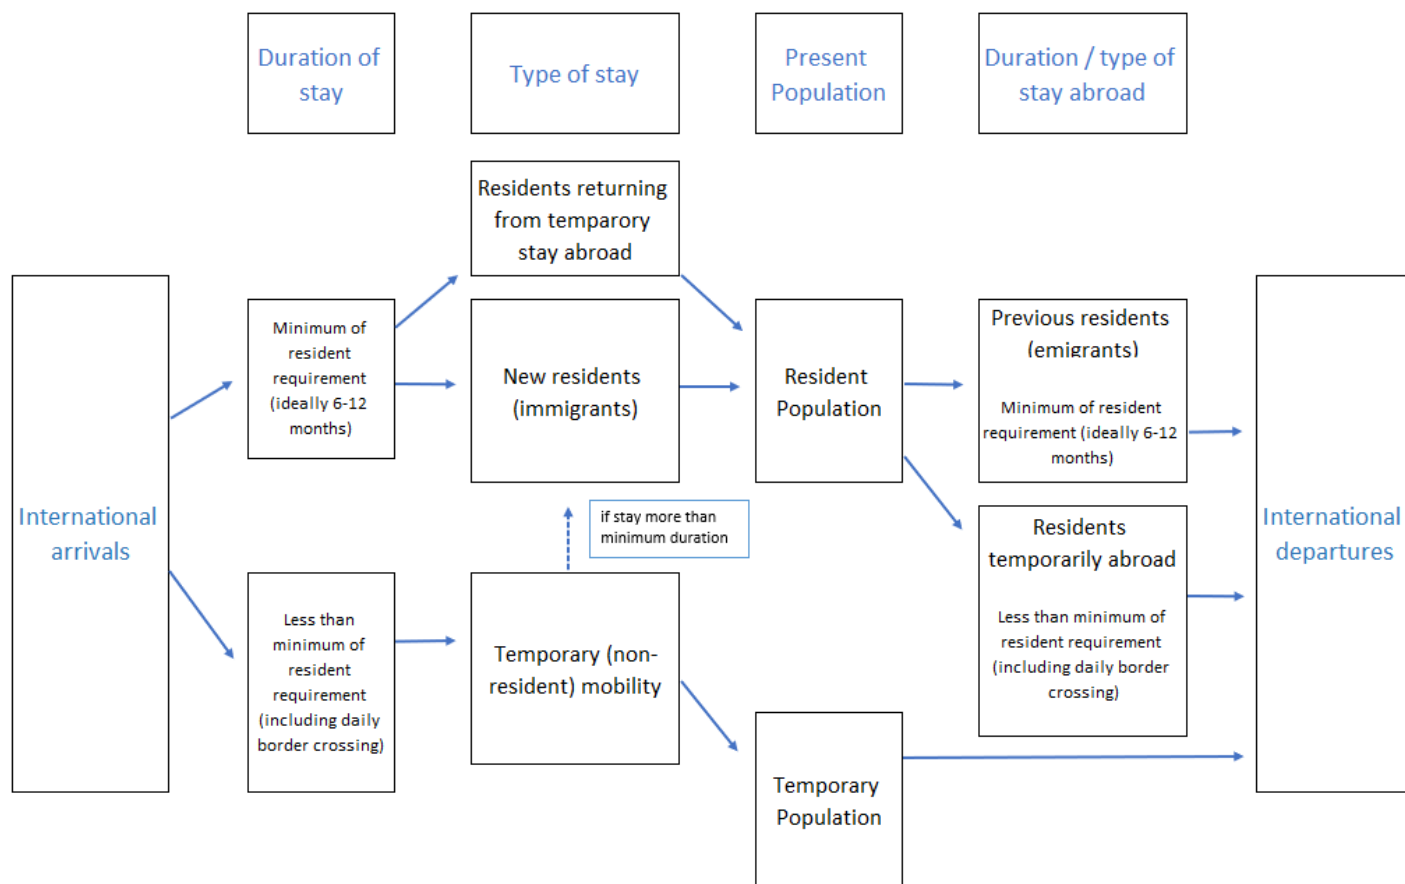 Duration of
stay
Type of stay
Present
Population
Duration / type of
stay abroad
Residents returning
from temparory
stay abroad
International
arrivals
Minimum of
resident
requirement
(ideally 6-12
months)
New residents
(immigrants)
Resident
Population
Previous residents
(emigrants)
Minimum of resident
requirement (ideally 6-12
months)
International
departures
if stay more than
minimum duration
Less than
minimum of
resident
requirement
(including daily
border crossing)
Temporary (non-
resident) mobility
Residents
temporarily abroad
Less than minimum of
resident requirement
(including daily border
crossing)
Temporary
Population